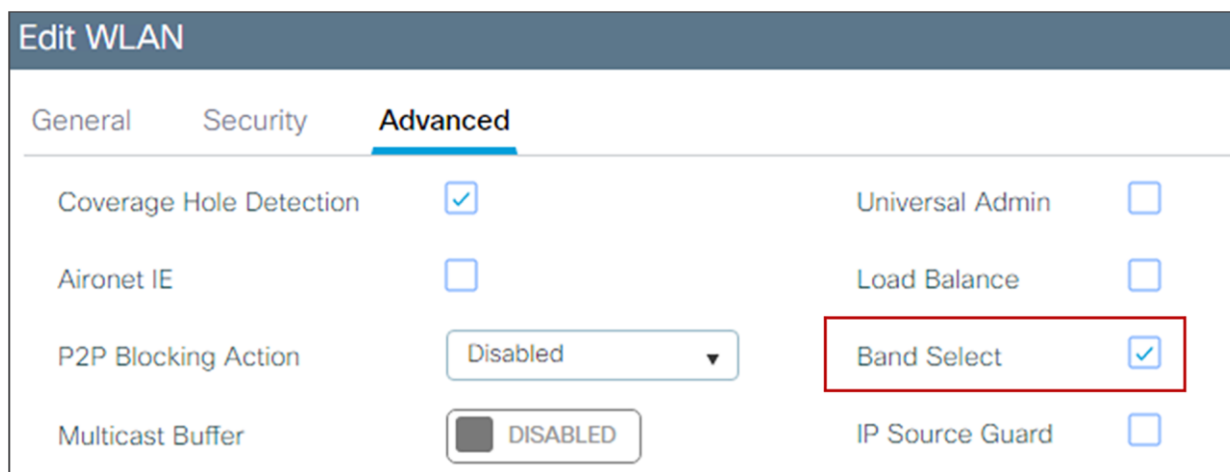 Edit WLAN
General Security Advanced
Coverage Hole Detection Universal Admin
Aironet IE Load Balance
P2P Blocking Action Disabled Band Select
Multicast Buffer DISABLED IP Source Guard